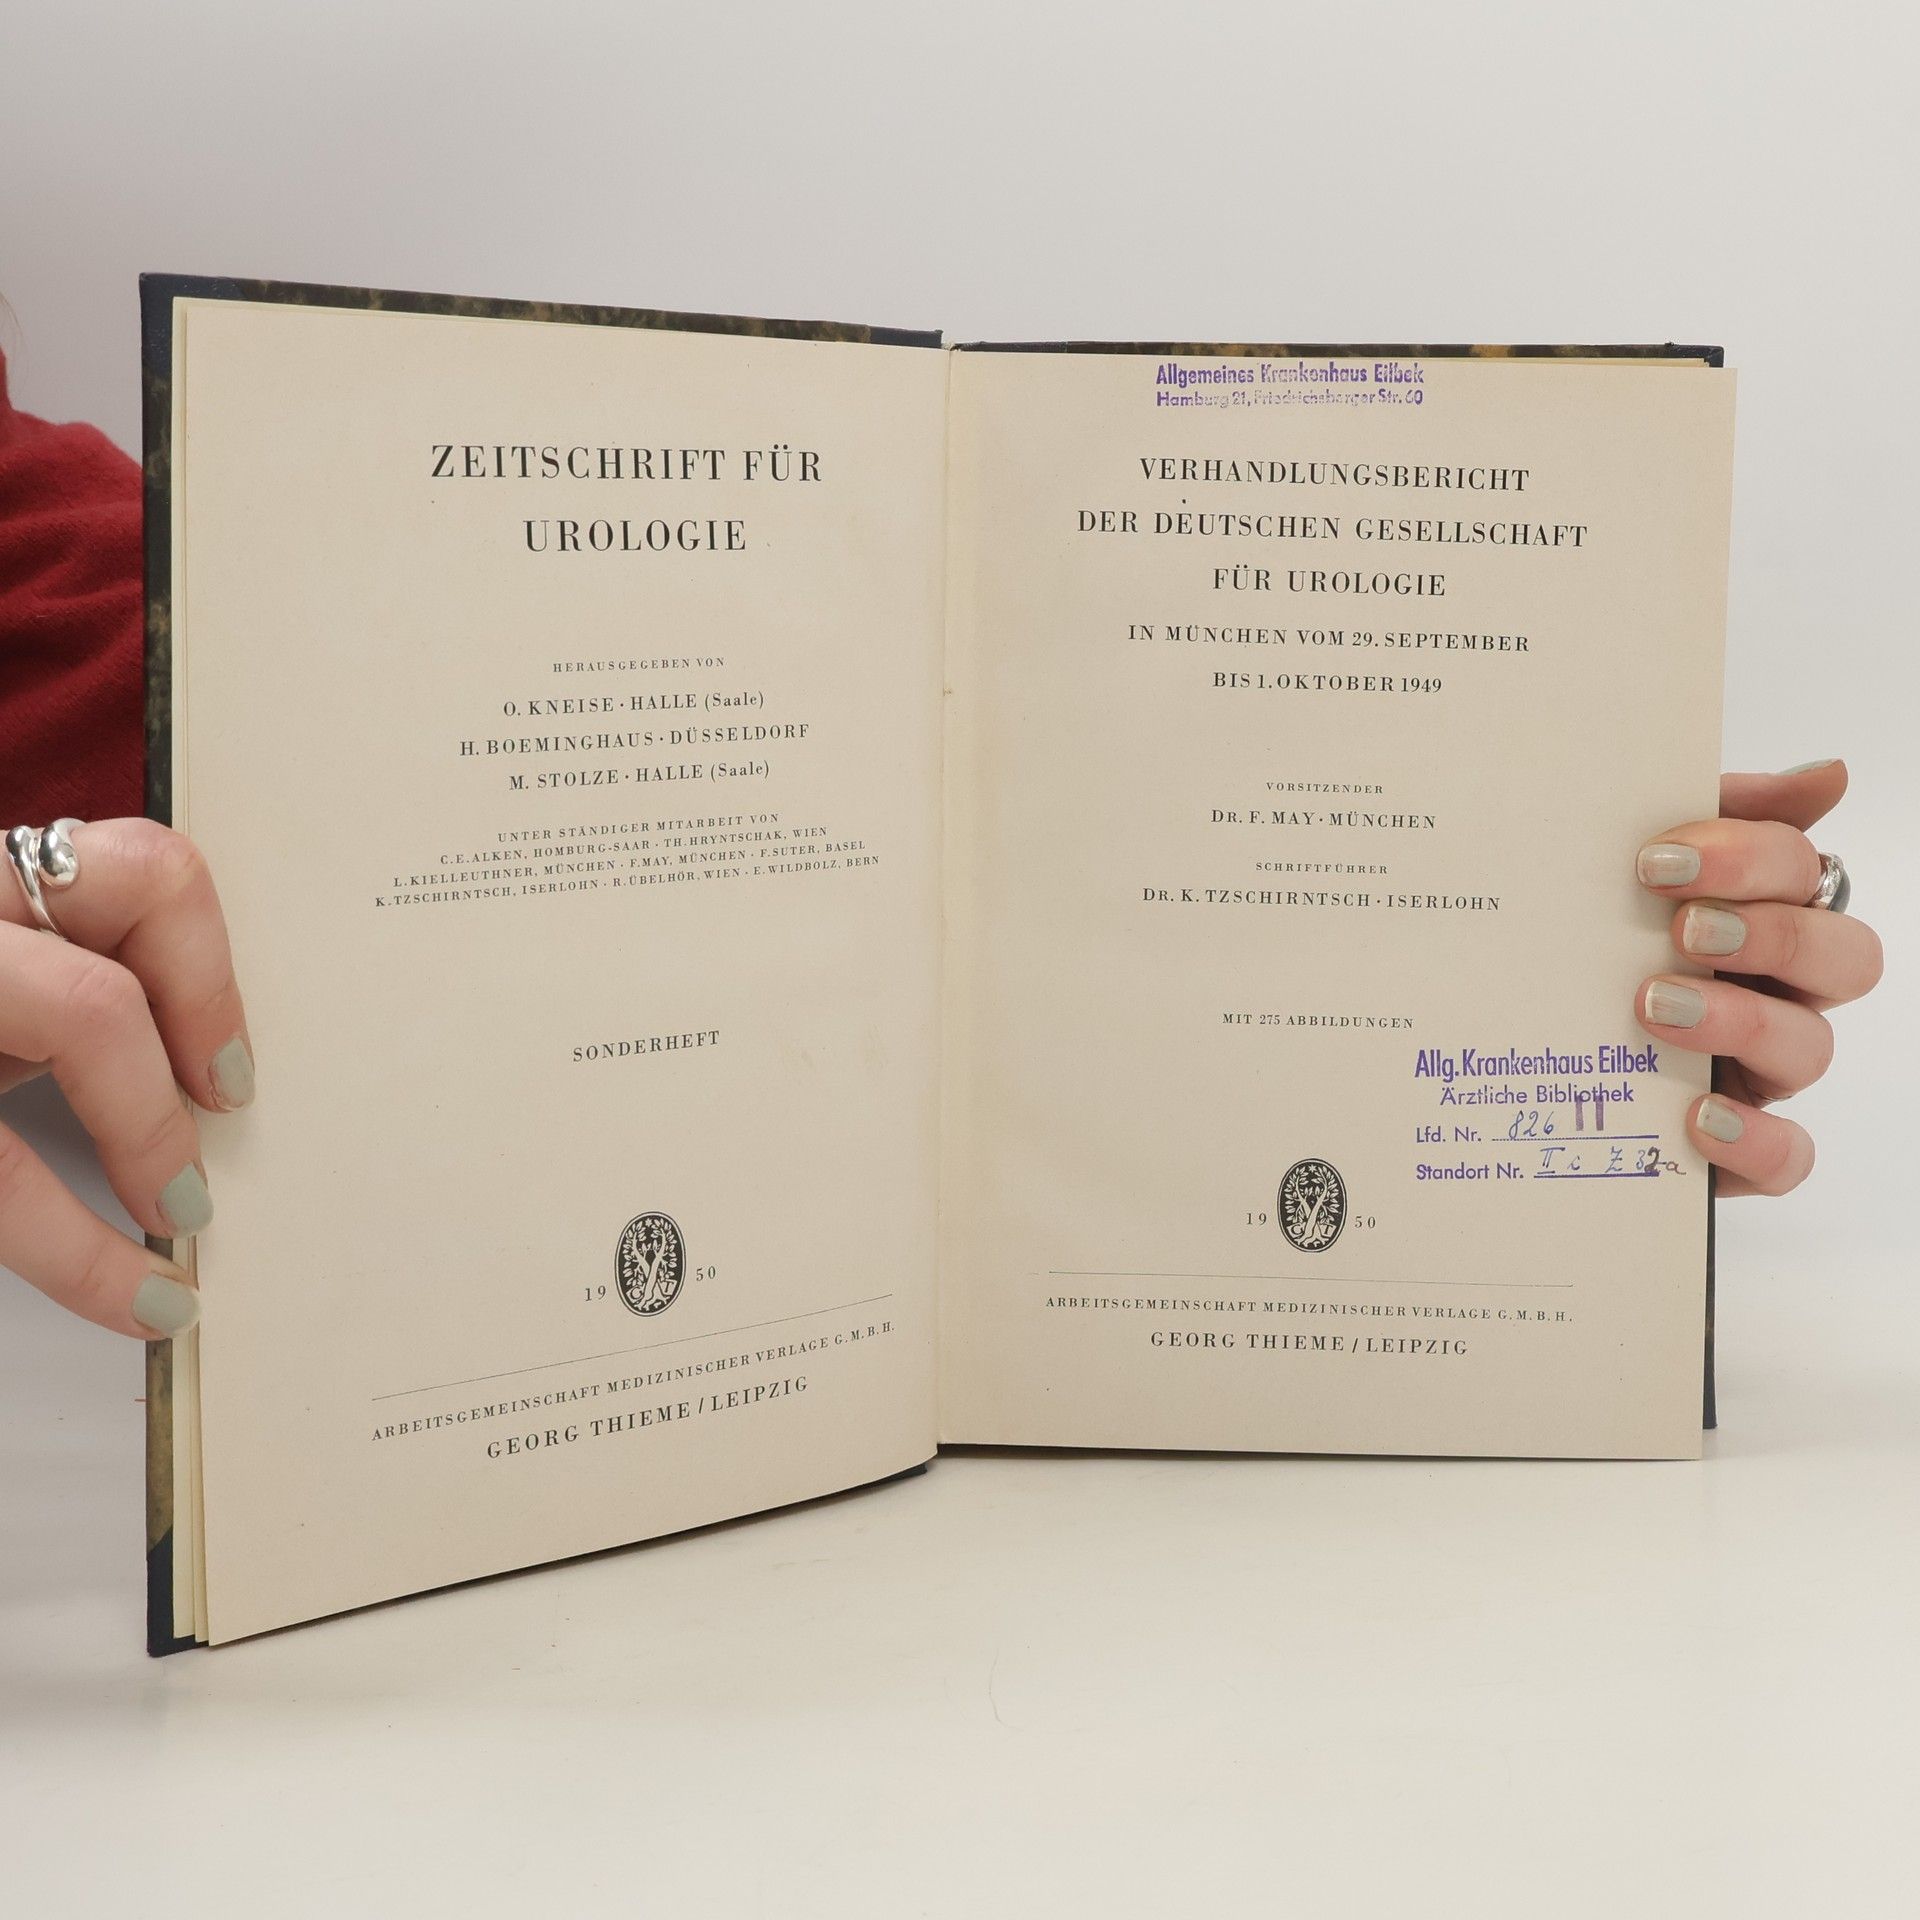 ZEITSCHRIFT FÜR
UROLOGIE
HERAUSGEGEBEN VON
O. KNEISE · HALLE (Saale)
H. BOEMINGHAUS · DÜSSELDORF
M. STOLZE · HALLE (Saale)
UNTER STÄNDIGER MITARBEIT VON
C. E. ALKEN, HOMBURG-SAAR · TH. HRYNTSCHAK, WIEN
L. KIELLEUTHNER, MÜNCHEN · F. MAY, MÜNCHEN · F. SUTER, BASEL
K. TZSCHIRNTSCH, ISERLOHN · R. ÜBELHÖR, WIEN · E. WILDBOLZ, BERN
SONDERHEFT
19 50
ARBEITSGEMEINSCHAFT MEDIZINISCHER VERLAGE G.M.B.H.
GEORG THIEME / LEIPZIG
Allgemeines Krankenhaus Eilbek
Hamburg 21, Friedrichsberger Str. 60
VERHANDLUNGSBERICHT
DER DEUTSCHEN GESELLSCHAFT
FÜR UROLOGIE
IN MÜNCHEN VOM 29. SEPTEMBER
BIS 1. OKTOBER 1949
VORSITZENDER
DR. F. MAY · MÜNCHEN
SCHRIFTFÜHRER
DR. K. TZSCHIRNTSCH · ISERLOHN
MIT 275 ABBILDUNGEN
Allg. Krankenhaus Eilbek
Ärztliche Bibliothek
Lfd. Nr. 826 II
Standort Nr. II c Z
19 50
ARBEITSGEMEINSCHAFT MEDIZINISCHER VERLAGE G.M.B.H.
GEORG THIEME / LEIPZIG